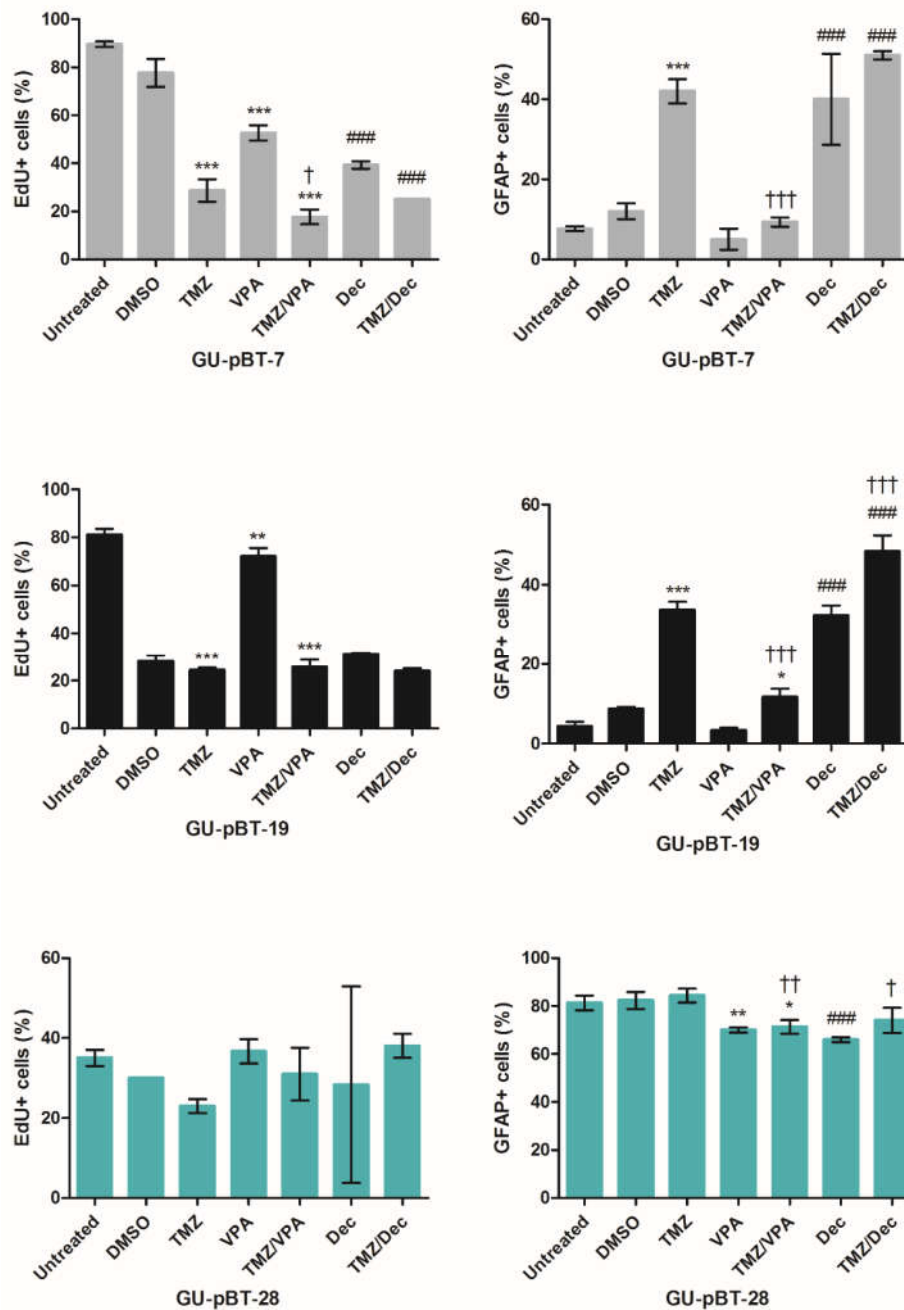 EdU+ cells (%)
100
80
60
40
20
0
***
***
†
***
###
###
Untreated
DMSO
TMZ
VPA
TMZ/VPA
Dec
TMZ/Dec
GU-pBT-7
GFAP+ cells (%)
60
40
20
0
***
†††
###
###
Untreated
DMSO
TMZ
VPA
TMZ/VPA
Dec
TMZ/Dec
GU-pBT-7
EdU+ cells (%)
100
80
60
40
20
0
***
**
***
Untreated
DMSO
TMZ
VPA
TMZ/VPA
Dec
TMZ/Dec
GU-pBT-19
GFAP+ cells (%)
60
40
20
0
***
†††
*
###
†††
###
Untreated
DMSO
TMZ
VPA
TMZ/VPA
Dec
TMZ/Dec
GU-pBT-19
EdU+ cells (%)
60
40
20
0
Untreated
DMSO
TMZ
VPA
TMZ/VPA
Dec
TMZ/Dec
GU-pBT-28
GFAP+ cells (%)
100
80
60
40
20
0
**
††
*
###
†
Untreated
DMSO
TMZ
VPA
TMZ/VPA
Dec
TMZ/Dec
GU-pBT-28